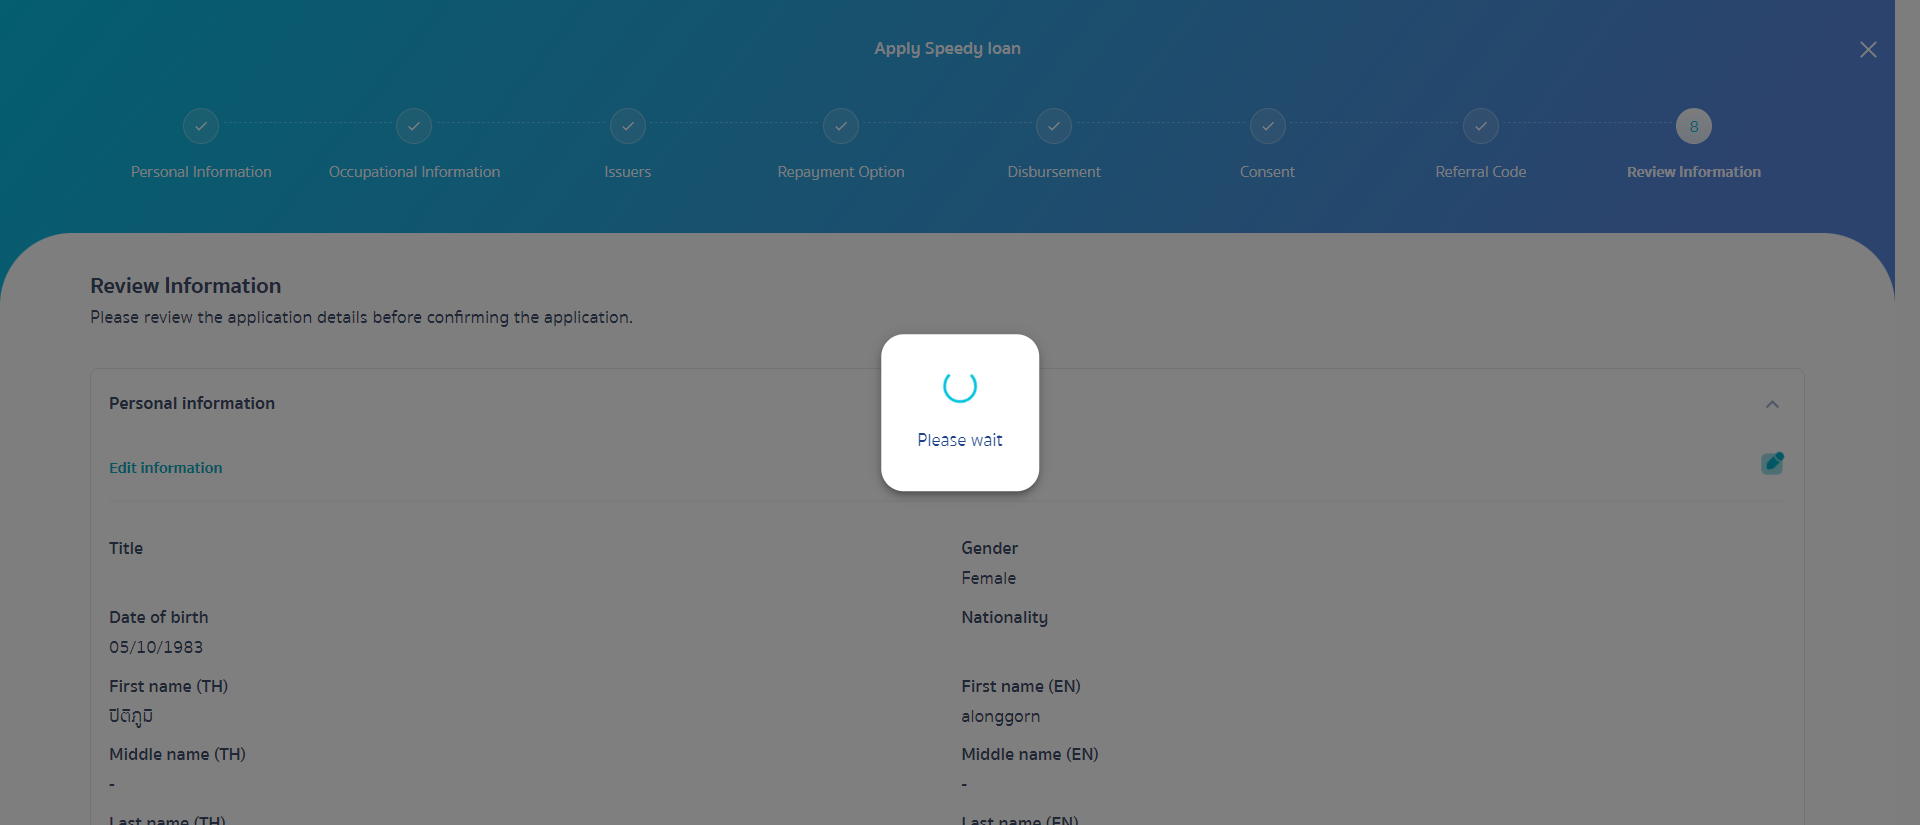 Apply Speedy loan
8
Personal Information
Occupational Information
Issuers
Repayment Option
Disbursement
Consent
Referral Code
Review Information
Review Information
Please review the application details before confirming the application.
Please wait
Personal information
Edit information
Title
Gender
Female
Date of birth
Nationality
05/10/1983
First name (TH)
First name (EN)
ปิติภูมิ
alonggorn
Middle name (TH)
Middle name (EN)
-
-
Last name (TH)
Last name (EN)